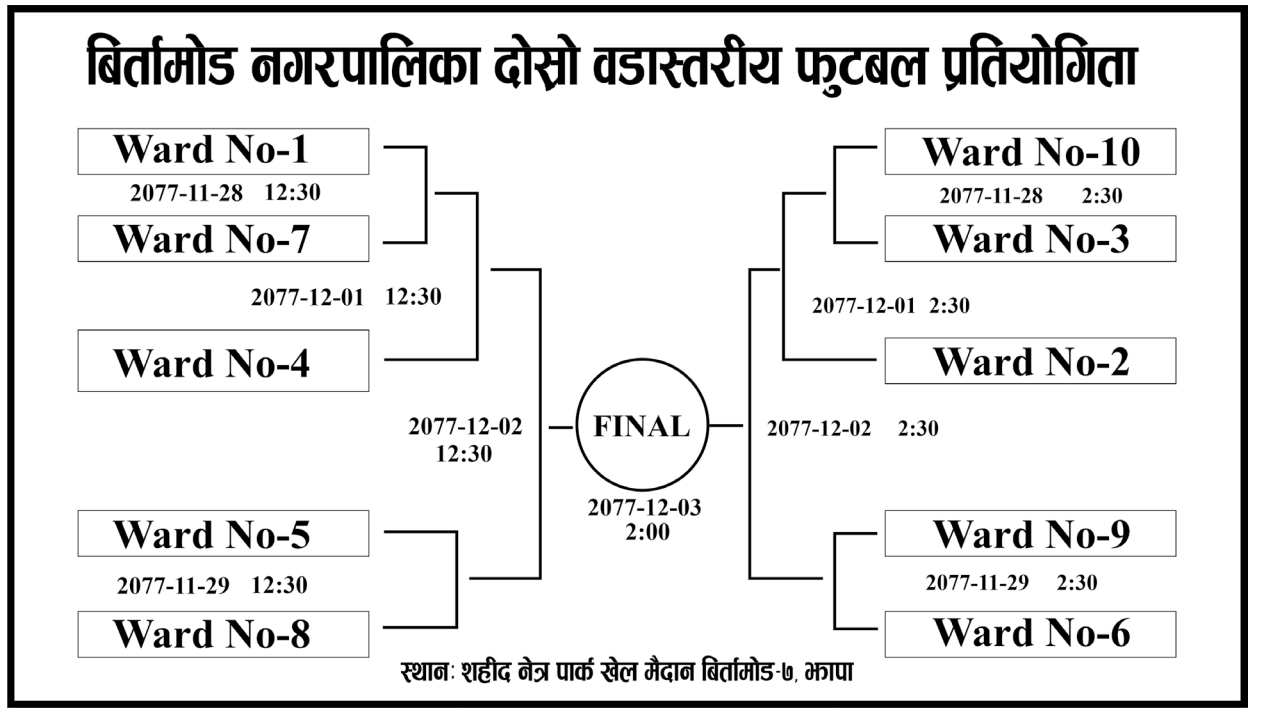 बिर्तामोड नगरपालिका दोस्रो वडास्तरीय फुटबल प्रतियोगिता
Ward No-1
2077-11-28 12:30
Ward No-7
2077-12-01 12:30
Ward No-4
2077-12-02
12:30
Ward No-5
2077-11-29 12:30
Ward No-8
FINAL
2077-12-03
2:00
Ward No-10
2077-11-28 2:30
Ward No-3
2077-12-01 2:30
Ward No-2
2077-12-02 2:30
Ward No-9
2077-11-29 2:30
Ward No-6
स्थान: शहीद नेत्र पार्क खेल मैदान बिर्तामोड-७, झापा